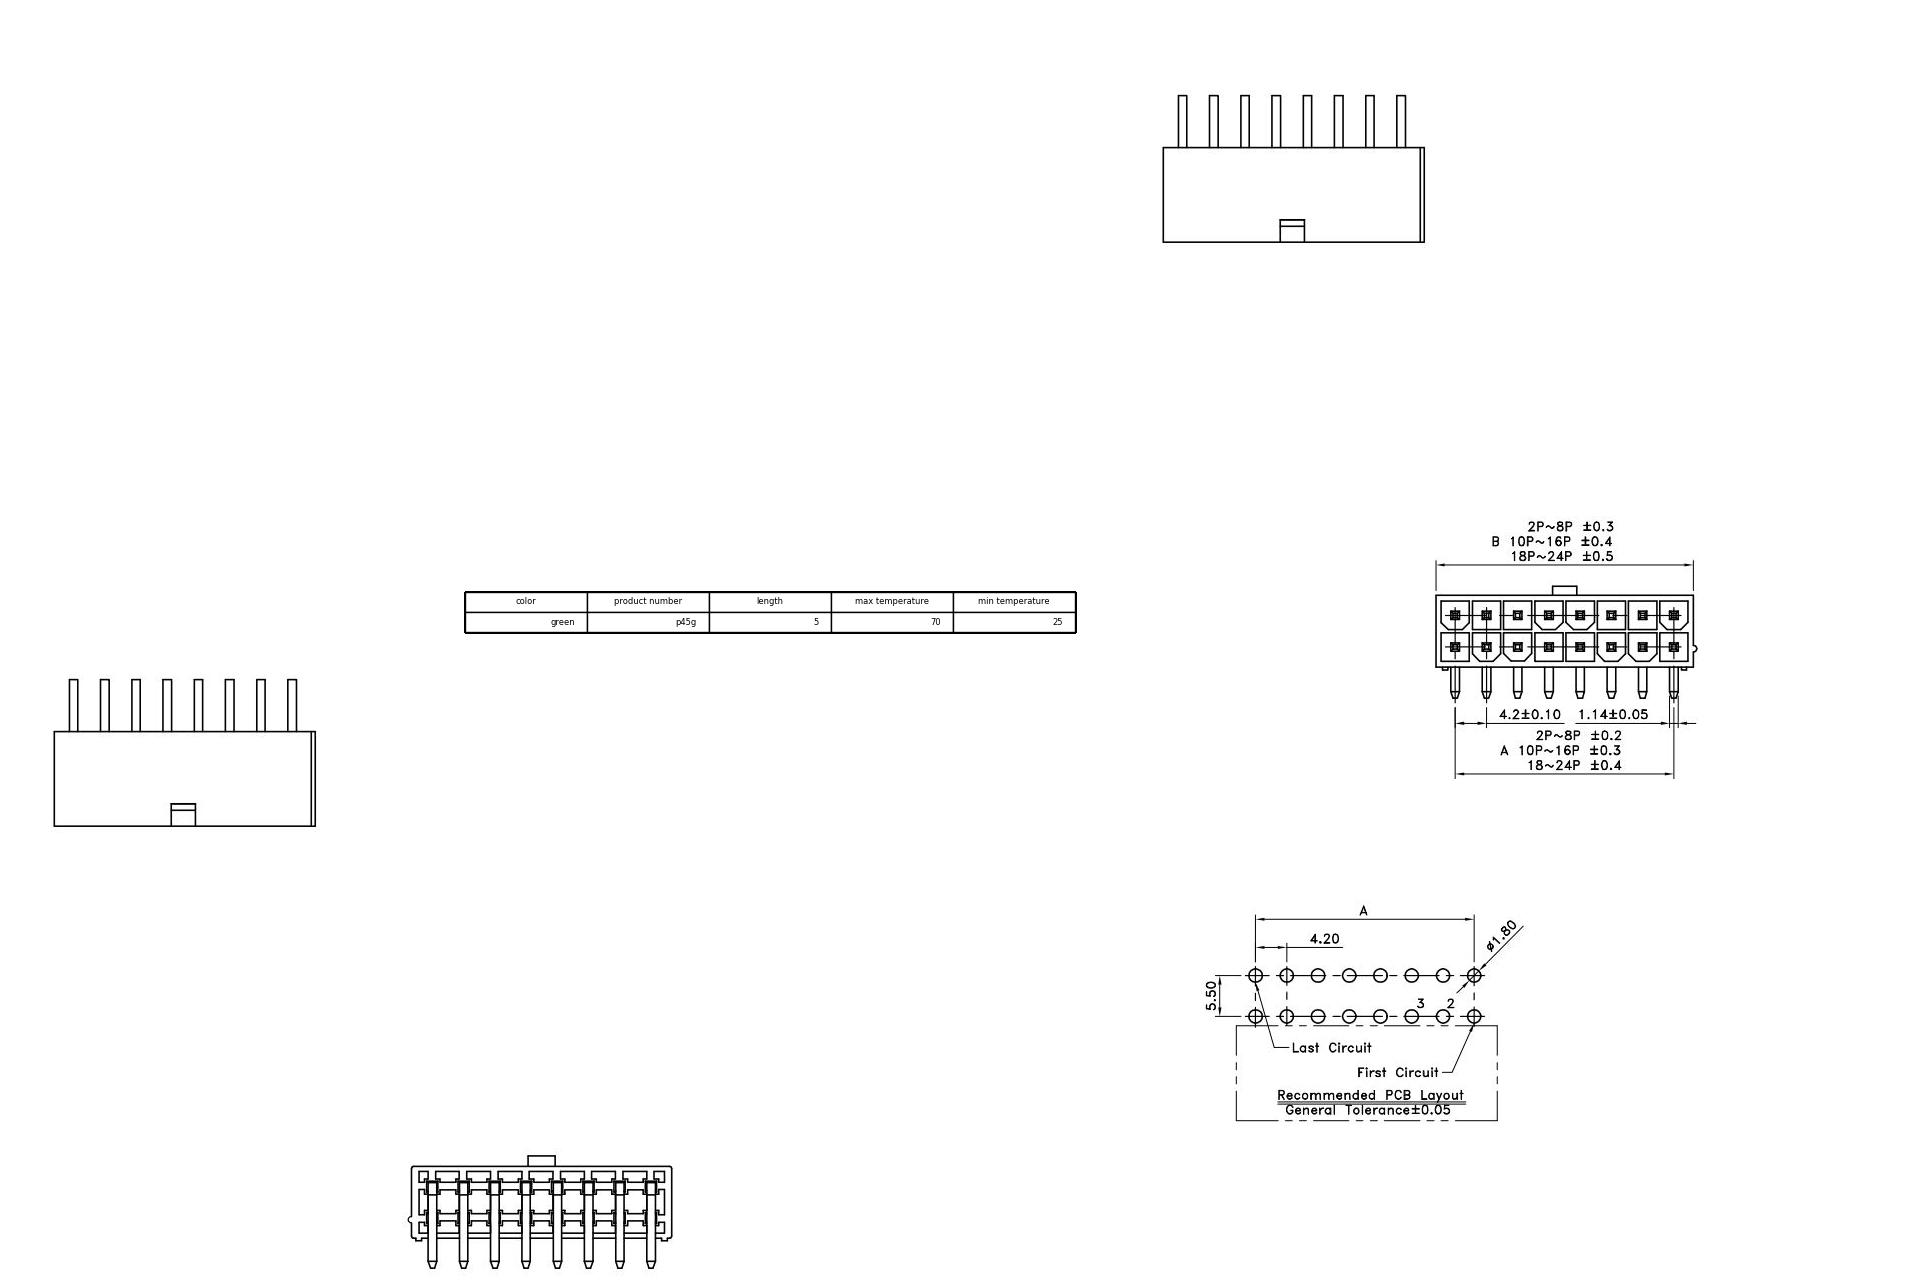 2P~8P ±0.3
B 10P~16P ±0.4
18P~24P ±0.5
color product number length max temperature min temperature
green p45g 5 70 25
4.2±0.10 1.14±0.05
2P~8P ±0.2
A 10P~16P ±0.3
18~24P ±0.4
A
4.20
ø1.80
5.50
3 2
Last Circuit
First Circuit
Recommended PCB Layout
General Tolerance±0.05